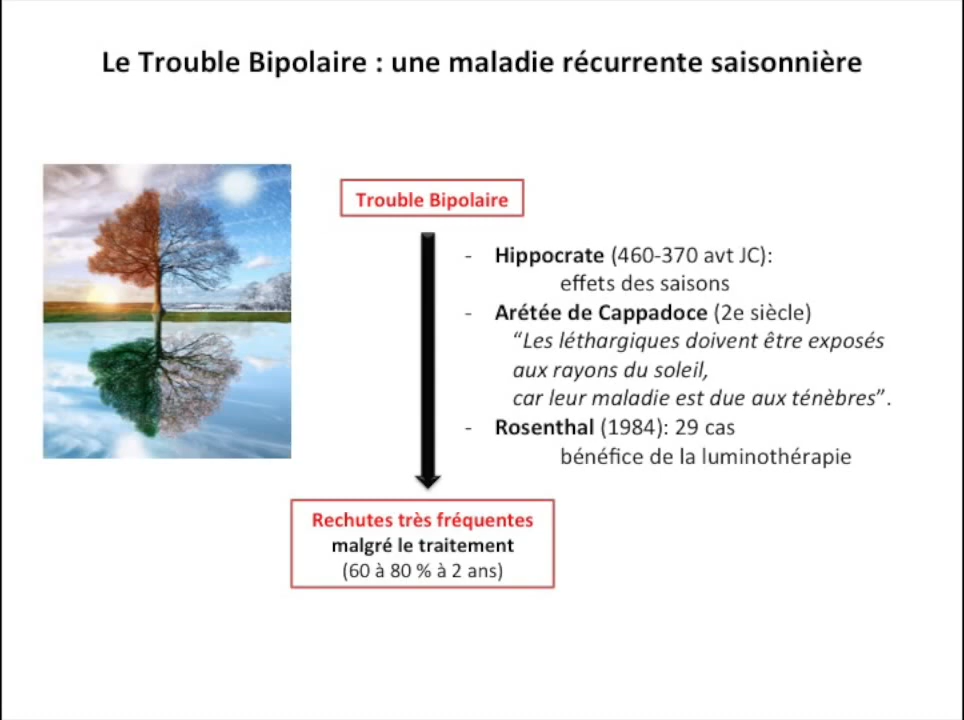 Le Trouble Bipolaire : une maladie récurrente saisonnière
Trouble Bipolaire
- Hippocrate (460-370 avt JC):
effets des saisons
- Arétée de Cappadoce (2e siècle)
“Les léthargiques doivent être exposés
aux rayons du soleil,
car leur maladie est due aux ténèbres”.
- Rosenthal (1984): 29 cas
bénéfice de la luminothérapie
Rechutes très fréquentes
malgré le traitement
(60 à 80 % à 2 ans)